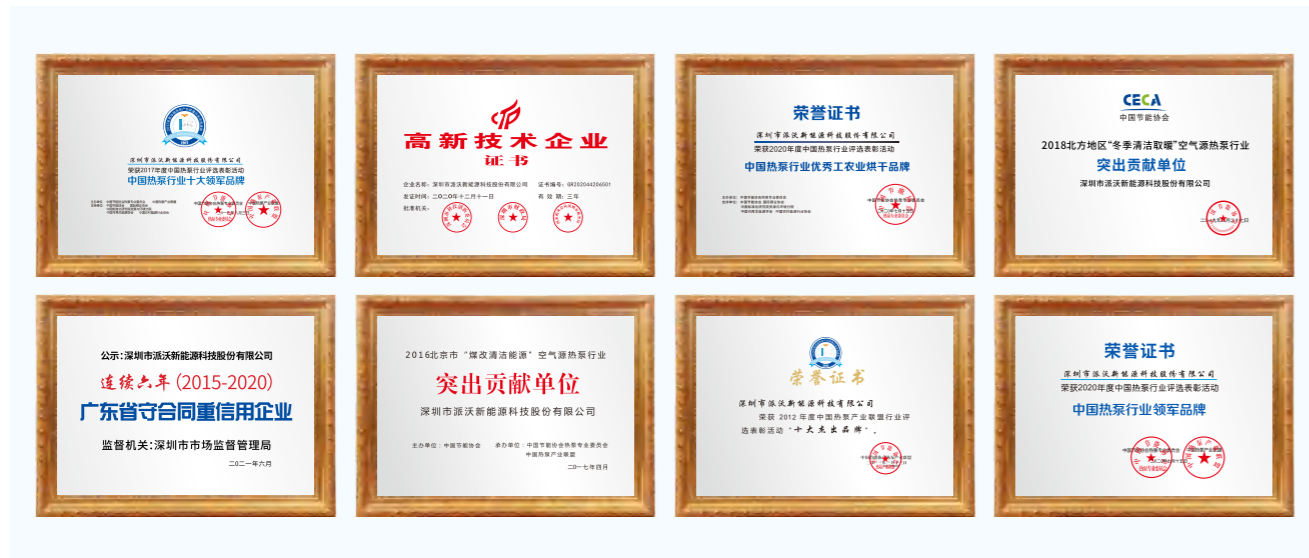 深圳市派沃新能源科技股份有限公司
荣获2017年度中国热泵行业评选表彰活动
中国热泵行业十大领军品牌
高新技术企业
证书
企业名称：深圳市派沃新能源科技股份有限公司 证书编号：GR202044206501
发证时间：二〇二〇年十二月十一日 有 效 期：三年
批准机关：
荣誉证书
深圳市派沃新能源科技股份有限公司
荣获2020年度中国热泵行业评选表彰活动
中国热泵行业优秀工农业烘干品牌
CECA
中国节能协会
2018北方地区“冬季清洁取暖”空气源热泵行业
突出贡献单位
深圳市派沃新能源科技股份有限公司
公示：深圳市派沃新能源科技股份有限公司
连续六年（2015-2020）
广东省守合同重信用企业
监督机关：深圳市市场监督管理局
二〇二一年六月
2016北京市“煤改清洁能源”空气源热泵行业
突出贡献单位
深圳市派沃新能源科技股份有限公司
主办单位：中国节能协会 承办单位：中国节能协会热泵专业委员会
中国热泵产业联盟
二〇一七年四月
荣誉证书
深圳市派沃新能源科技有限公司
荣获 2012 年度中国热泵产业联盟行业评
选表彰活动“十大杰出品牌”。
荣誉证书
深圳市派沃新能源科技股份有限公司
荣获2020年度中国热泵行业评选表彰活动
中国热泵行业领军品牌